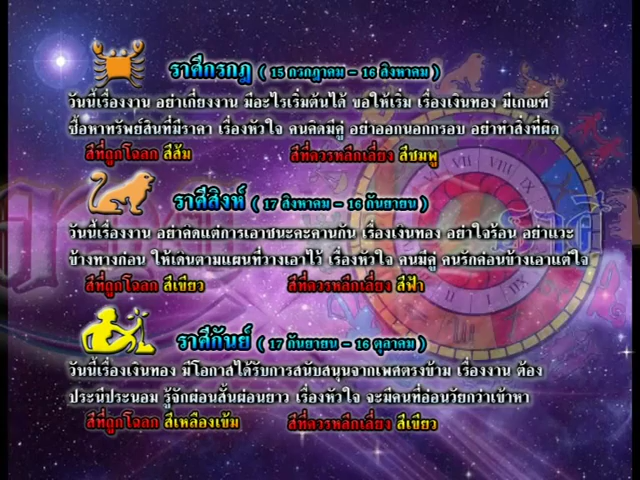 ราศีกรกฎ ( 15 กรกฎาคม - 16 สิงหาคม )
วันนี้เรื่องงาน อย่าเกี่ยงงาน มีอะไรเริ่มต้นได้ ขอให้เริ่ม เรื่องเงินทอง มีเกณฑ์
ซื้อหาทรัพย์สินที่มีราคา เรื่องหัวใจ คนคิดมีคู่ อย่าออกนอกกรอบ อย่าทำสิ่งที่ผิด
สีที่ถูกโฉลก สีส้ม สีที่ควรหลีกเลี่ยง สีชมพู
ราศีสิงห์ ( 17 สิงหาคม - 16 กันยายน )
วันนี้เรื่องงาน อย่าคิดแต่การเอาชนะคะคานกัน เรื่องเงินทอง อย่าใจร้อน อย่าแวะ
ข้างทางก่อน ให้เดินตามแผนที่วางเอาไว้ เรื่องหัวใจ คนมีคู่ คนรักค่อนข้างเอาแต่ใจ
สีที่ถูกโฉลก สีเขียว สีที่ควรหลีกเลี่ยง สีฟ้า
ราศีกันย์ ( 17 กันยายน - 16 ตุลาคม )
วันนี้เรื่องเงินทอง มีโอกาสได้รับการสนับสนุนจากเพศตรงข้าม เรื่องงาน ต้อง
ประนีประนอม รู้จักผ่อนสั้นผ่อนยาว เรื่องหัวใจ จะมีคนที่อ่อนวัยกว่าเข้าหา
สีที่ถูกโฉลก สีเหลืองเข้ม สีที่ควรหลีกเลี่ยง สีเขียว